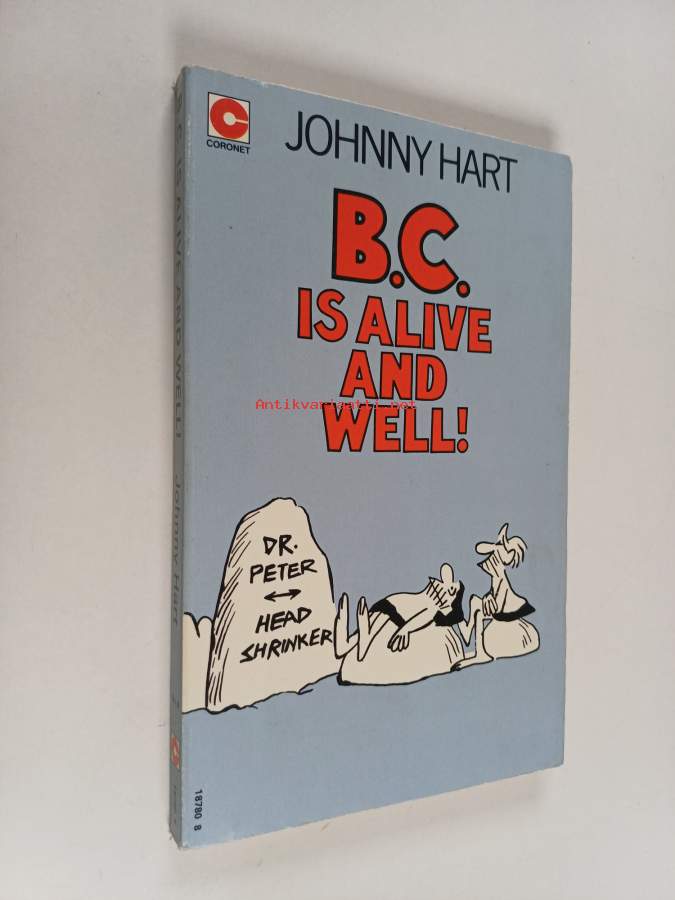 CORONET
JOHNNY HART
B.C.
IS ALIVE
AND
WELL!
Antikvariaatti.net
DR.
PETER
↔
HEAD
SHRINKER
18780 8
B.C. IS ALIVE AND WELL! Johnny Hart